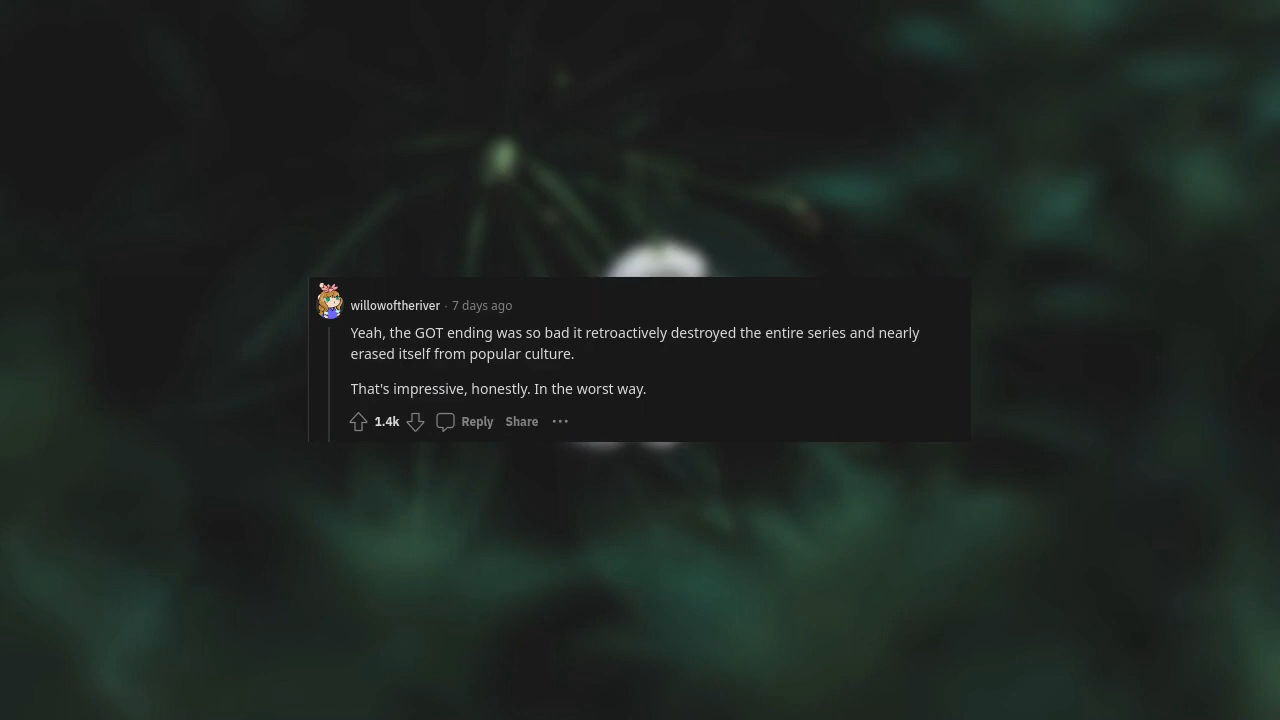 willowoftheriver · 7 days ago
Yeah, the GOT ending was so bad it retroactively destroyed the entire series and nearly
erased itself from popular culture.
That's impressive, honestly. In the worst way.
1.4k Reply Share ···